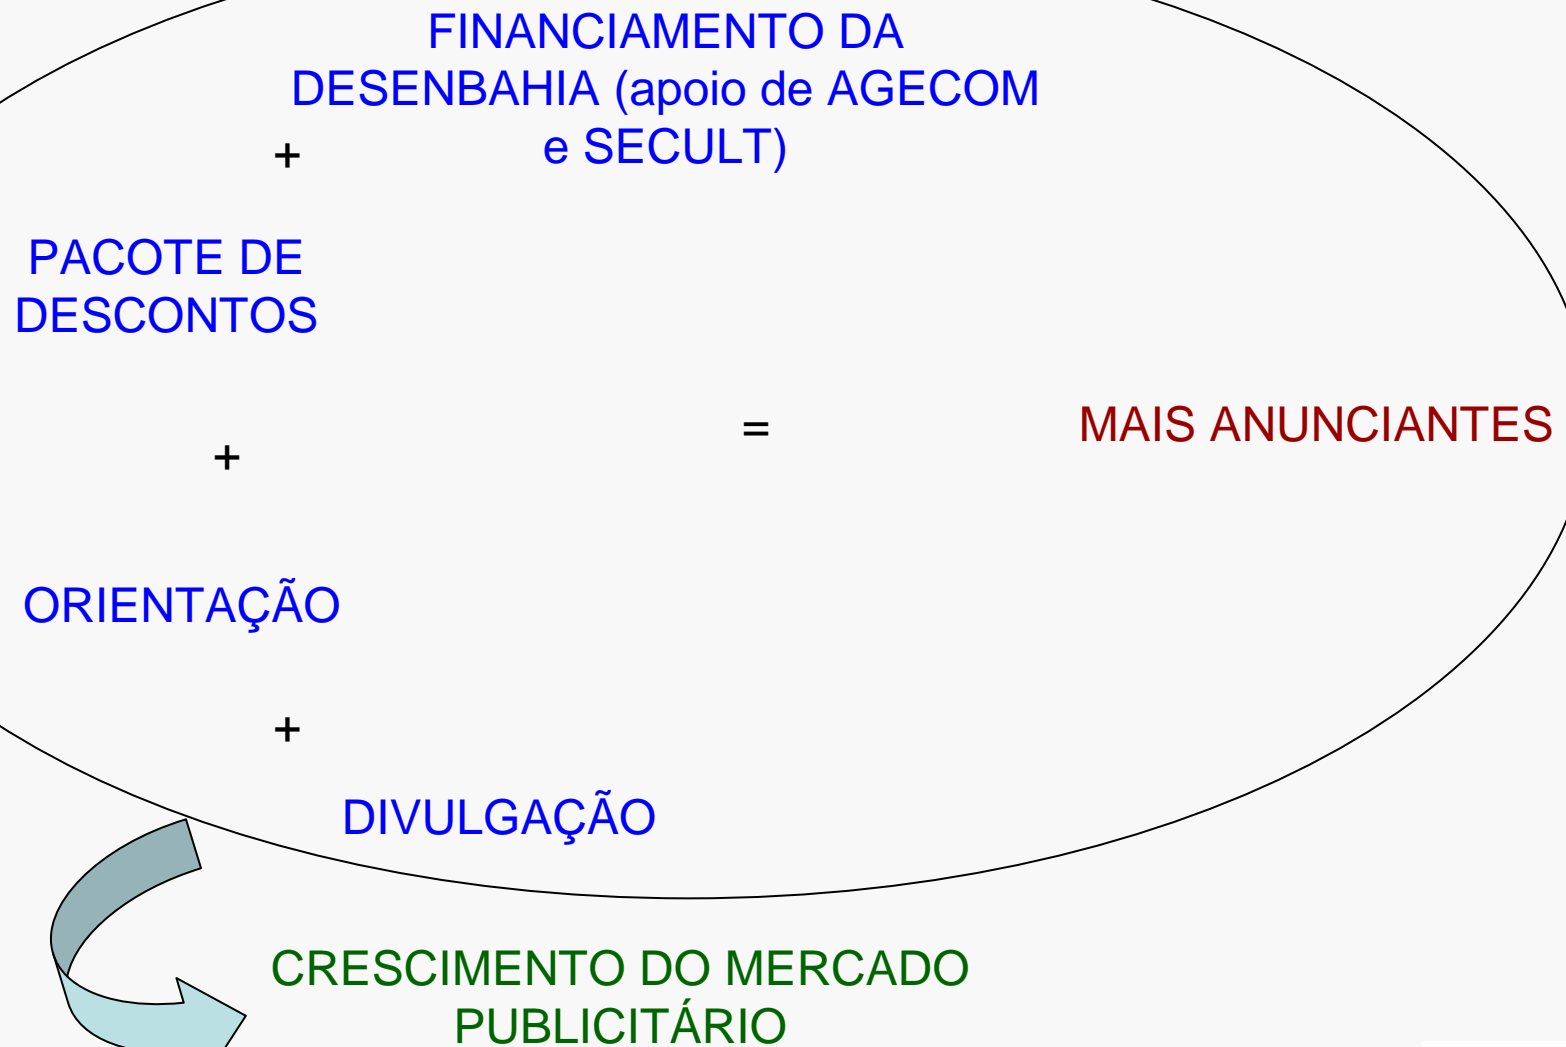 FINANCIAMENTO DA
DESENBAHIA (apoio de AGECOM
e SECULT)
+
PACOTE DE
DESCONTOS
+
=
MAIS ANUNCIANTES
ORIENTAÇÃO
+
DIVULGAÇÃO
CRESCIMENTO DO MERCADO
PUBLICITÁRIO